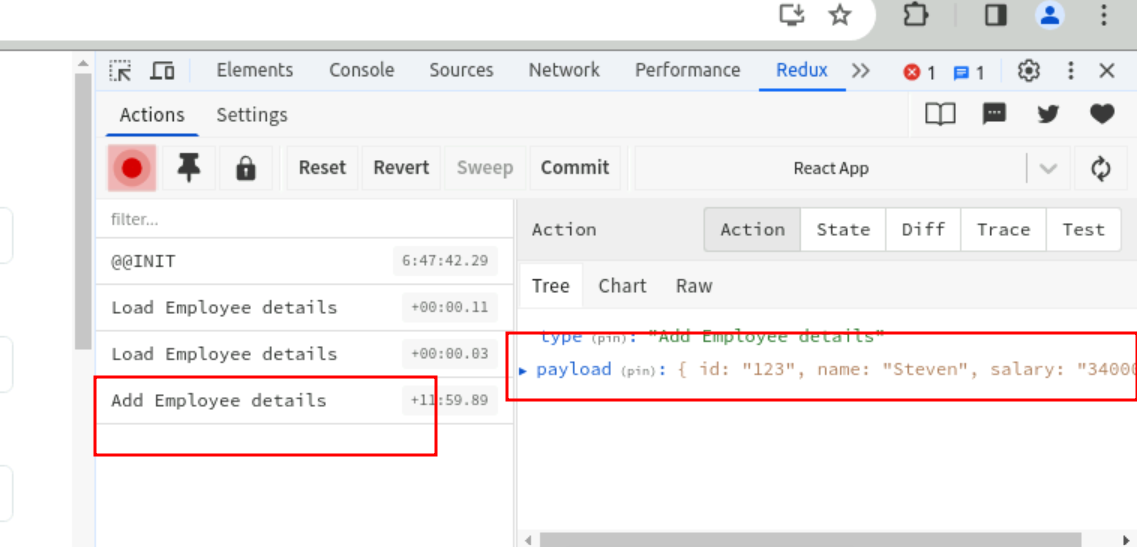 Elements Console Sources Network Performance Redux 1 1
Actions Settings
Reset Revert Sweep Commit React App
filter...
@@INIT 6:47:42.29
Load Employee details +00:00.11
Load Employee details +00:00.03
Add Employee details +11:59.89
Action Action State Diff Trace Test
Tree Chart Raw
type (pin): "Add Employee details"
payload (pin): { id: "123", name: "Steven", salary: "34000